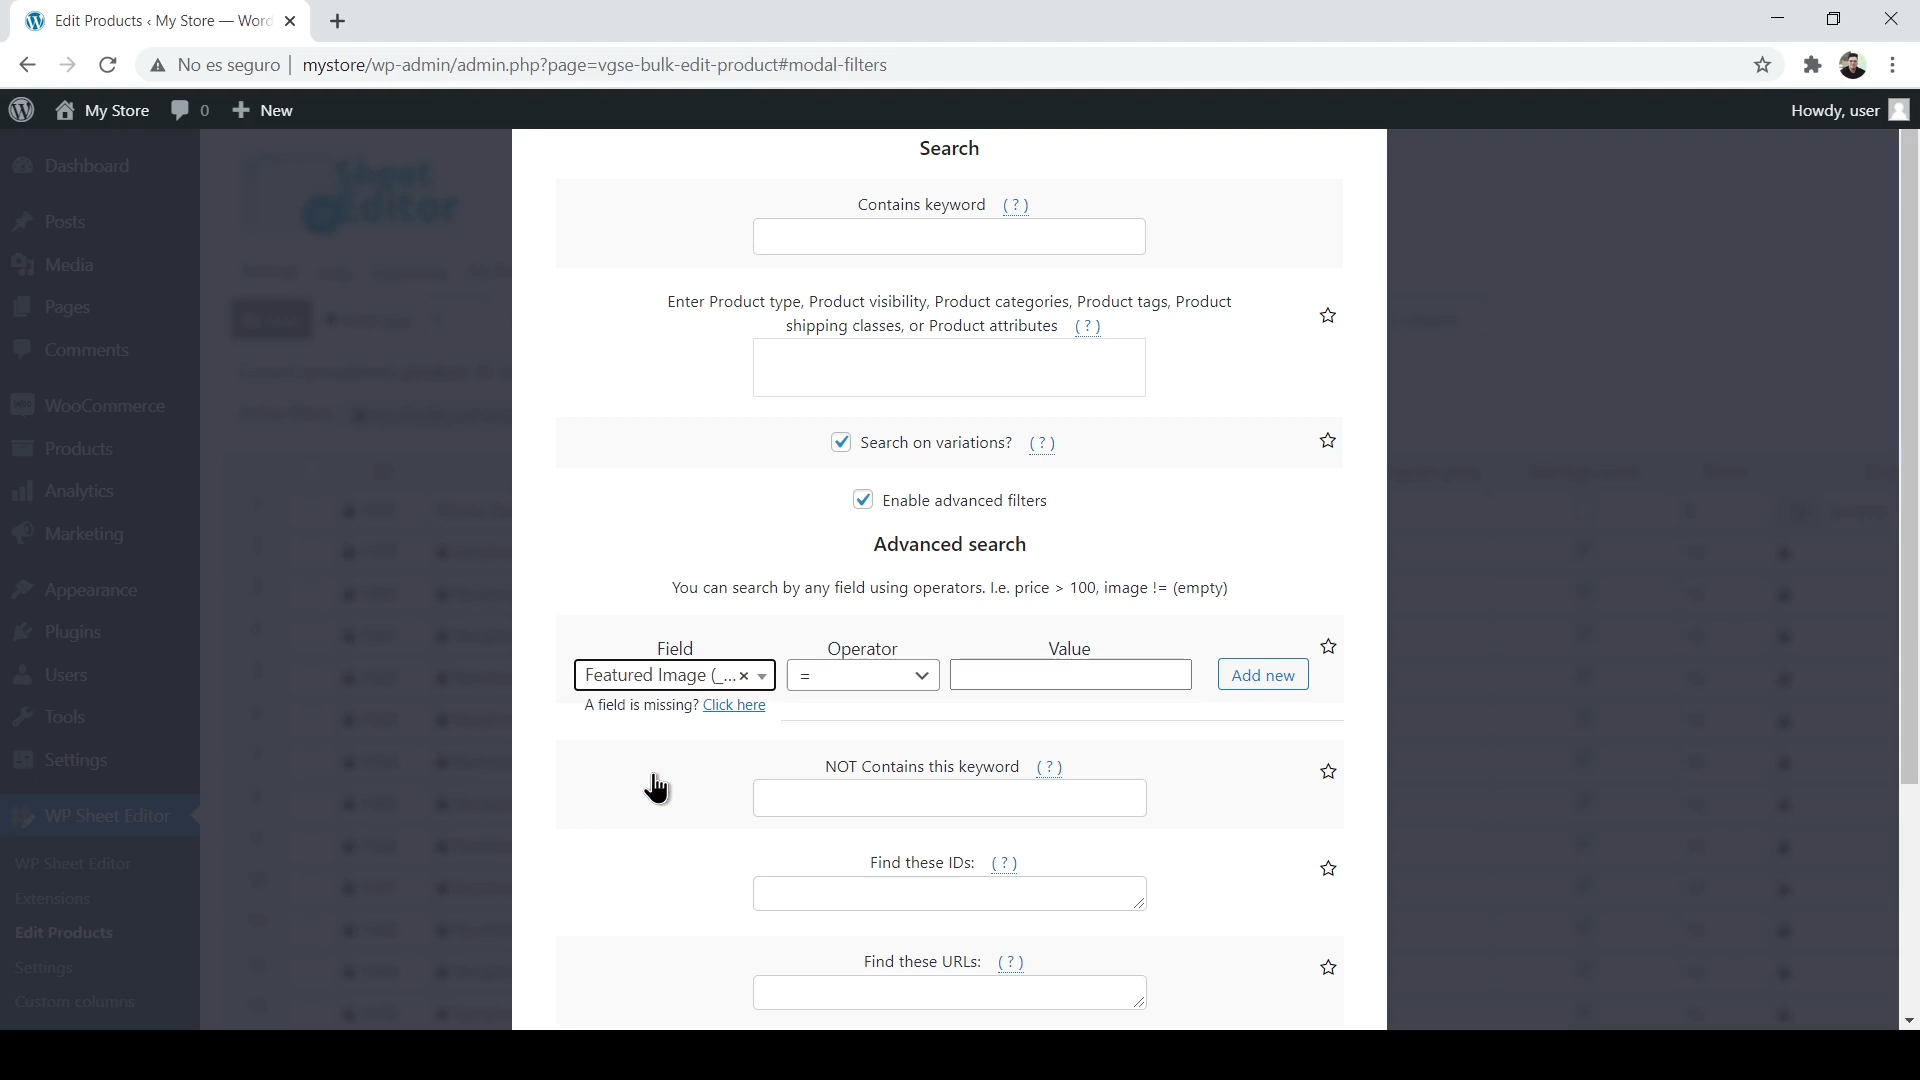 Edit Products ‹ My Store — Word
No es seguro
mystore/wp-admin/admin.php?page=vgse-bulk-edit-product#modal-filters
My Store
0
New
Howdy, user
Dashboard
Posts
Media
Pages
Comments
WooCommerce
Products
Analytics
Marketing
Appearance
Plugins
Users
Tools
Settings
WP Sheet Editor
WP Sheet Editor
Extensions
Edit Products
Settings
Custom columns
Sheet
Editor
Search
Contains keyword (?)
Enter Product type, Product visibility, Product categories, Product tags, Product
shipping classes, or Product attributes (?)
Search on variations? (?)
Enable advanced filters
Advanced search
You can search by any field using operators. I.e. price > 100, image != (empty)
Field Operator Value
Featured Image (_... × = Add new
A field is missing? Click here
NOT Contains this keyword (?)
Find these IDs: (?)
Find these URLs: (?)